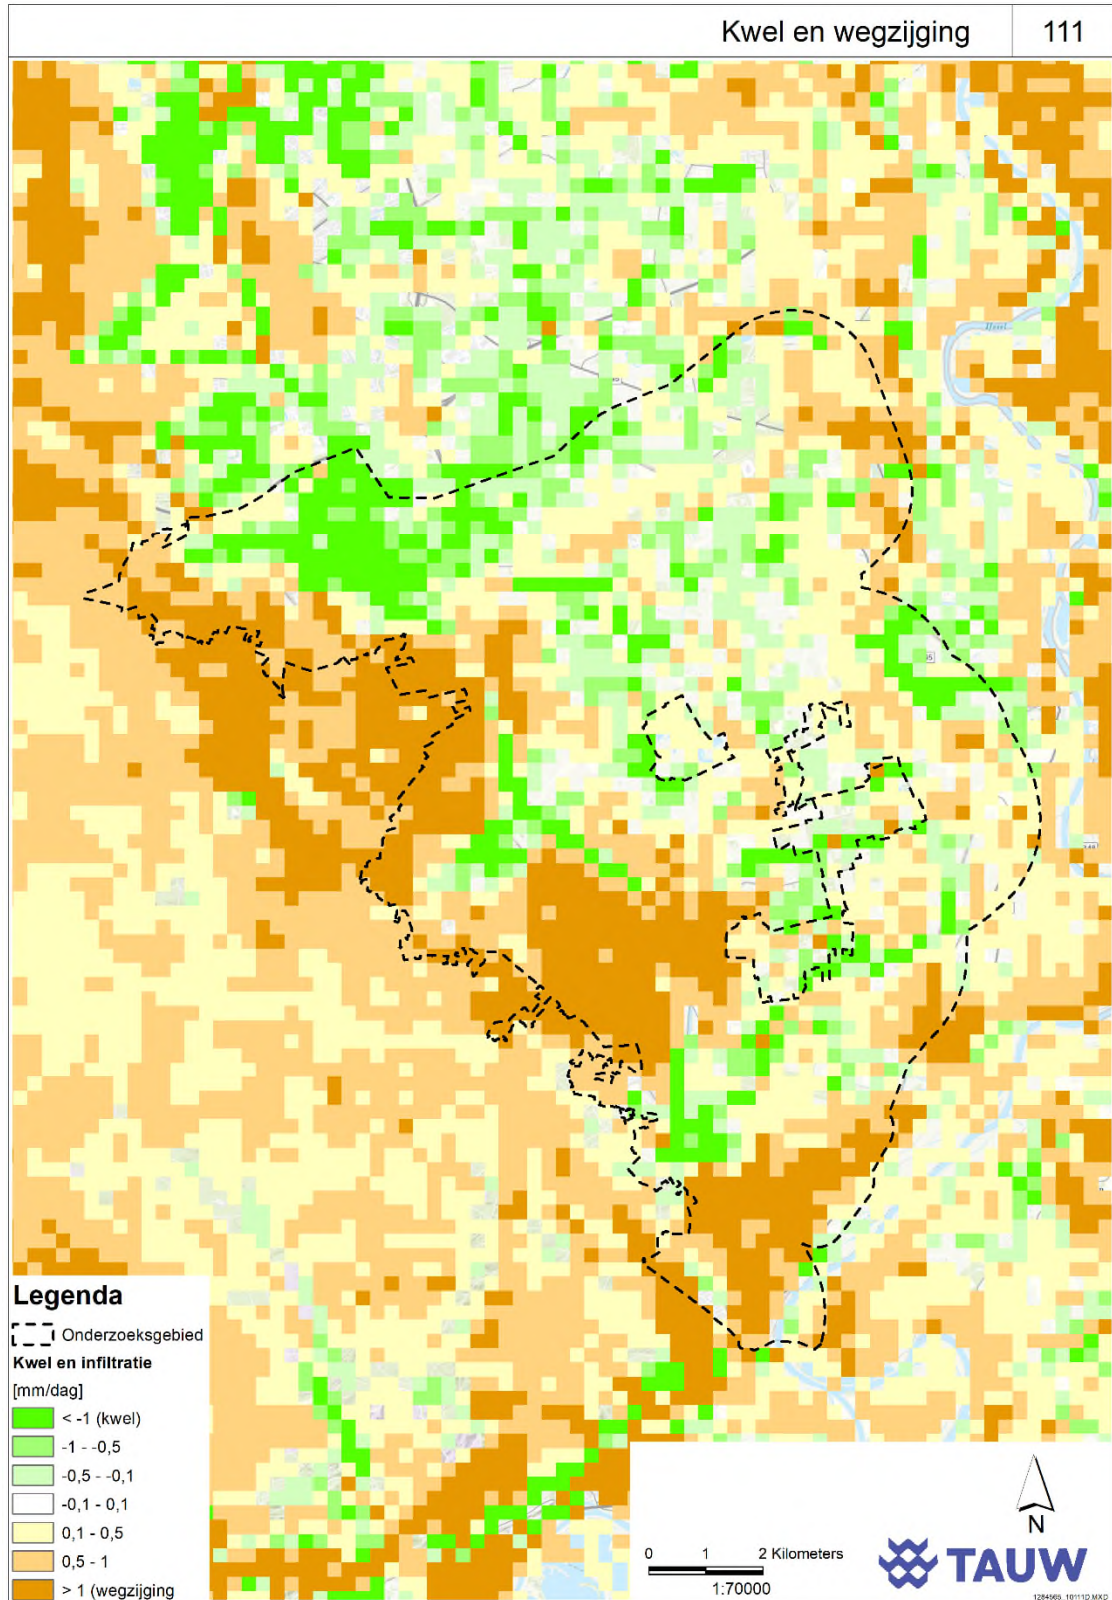 Kwel en wegzijging
111
IJssel
Legenda
Onderzoeksgebied
Kwel en infiltratie
[mm/dag]
< -1 (kwel)
-1 - -0,5
-0,5 - -0,1
-0,1 - 0,1
0,1 - 0,5
0,5 - 1
> 1 (wegzijging
0 1 2 Kilometers
1:70000
N
TAUW